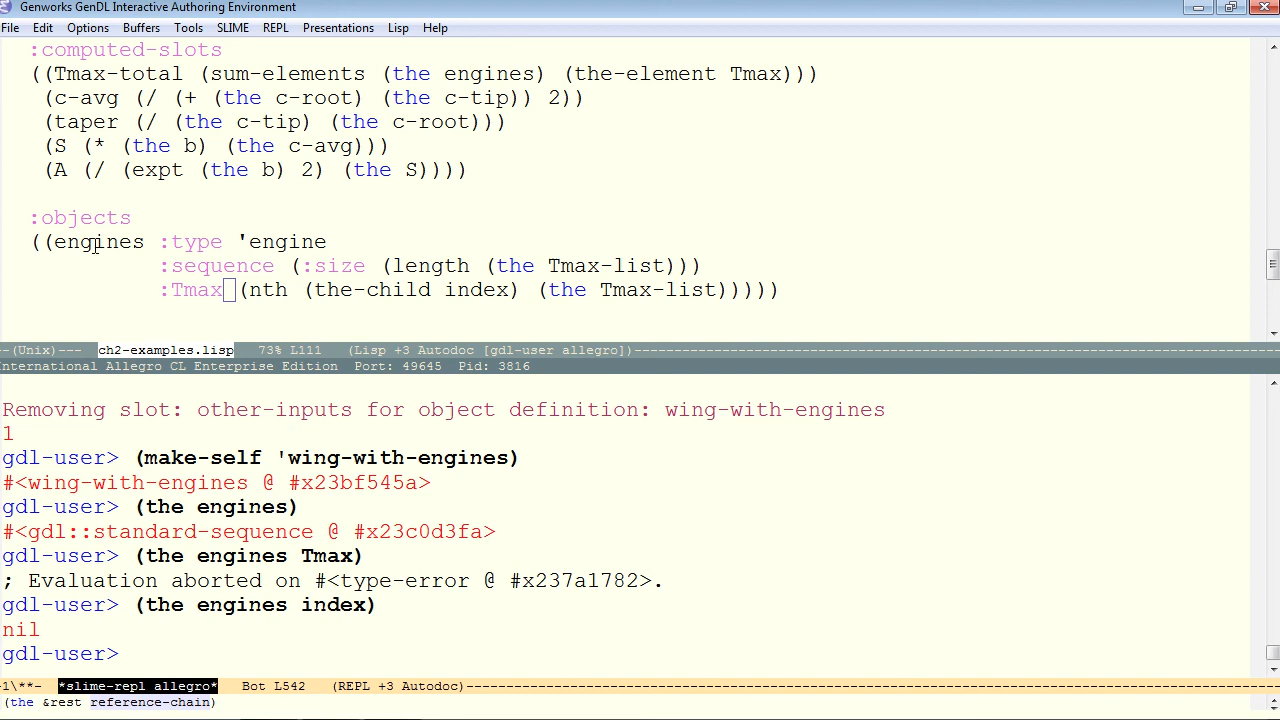 Genworks GenDL Interactive Authoring Environment
File Edit Options Buffers Tools SLIME REPL Presentations Lisp Help
:computed-slots
((Tmax-total (sum-elements (the engines) (the-element Tmax)))
(c-avg (/ (+ (the c-root) (the c-tip)) 2))
(taper (/ (the c-tip) (the c-root)))
(S (* (the b) (the c-avg)))
(A (/ (expt (the b) 2) (the S))))
:objects
((engines :type 'engine
:sequence (:size (length (the Tmax-list)))
:Tmax (nth (the-child index) (the Tmax-list)))))
--(Unix)--- ch2-examples.lisp 73% L111 (Lisp +3 Autodoc [gdl-user allegro])---
International Allegro CL Enterprise Edition Port: 49645 Pid: 3816
Removing slot: other-inputs for object definition: wing-with-engines
1
gdl-user> (make-self 'wing-with-engines)
#<wing-with-engines @ #x23bf545a>
gdl-user> (the engines)
#<gdl::standard-sequence @ #x23c0d3fa>
gdl-user> (the engines Tmax)
; Evaluation aborted on #<type-error @ #x237a1782>.
gdl-user> (the engines index)
nil
gdl-user>
-1\**- *slime-repl allegro* Bot L542 (REPL +3 Autodoc)---
(the &rest reference-chain)